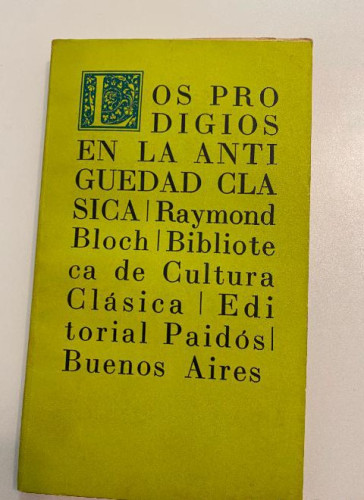 LOS PRO
DIGIOS
EN LA ANTI
GUEDAD CLA
SICA | Raymond
Bloch | Bibliote
ca de Cultura
Clásica | Edi
torial Paidós |
Buenos Aires